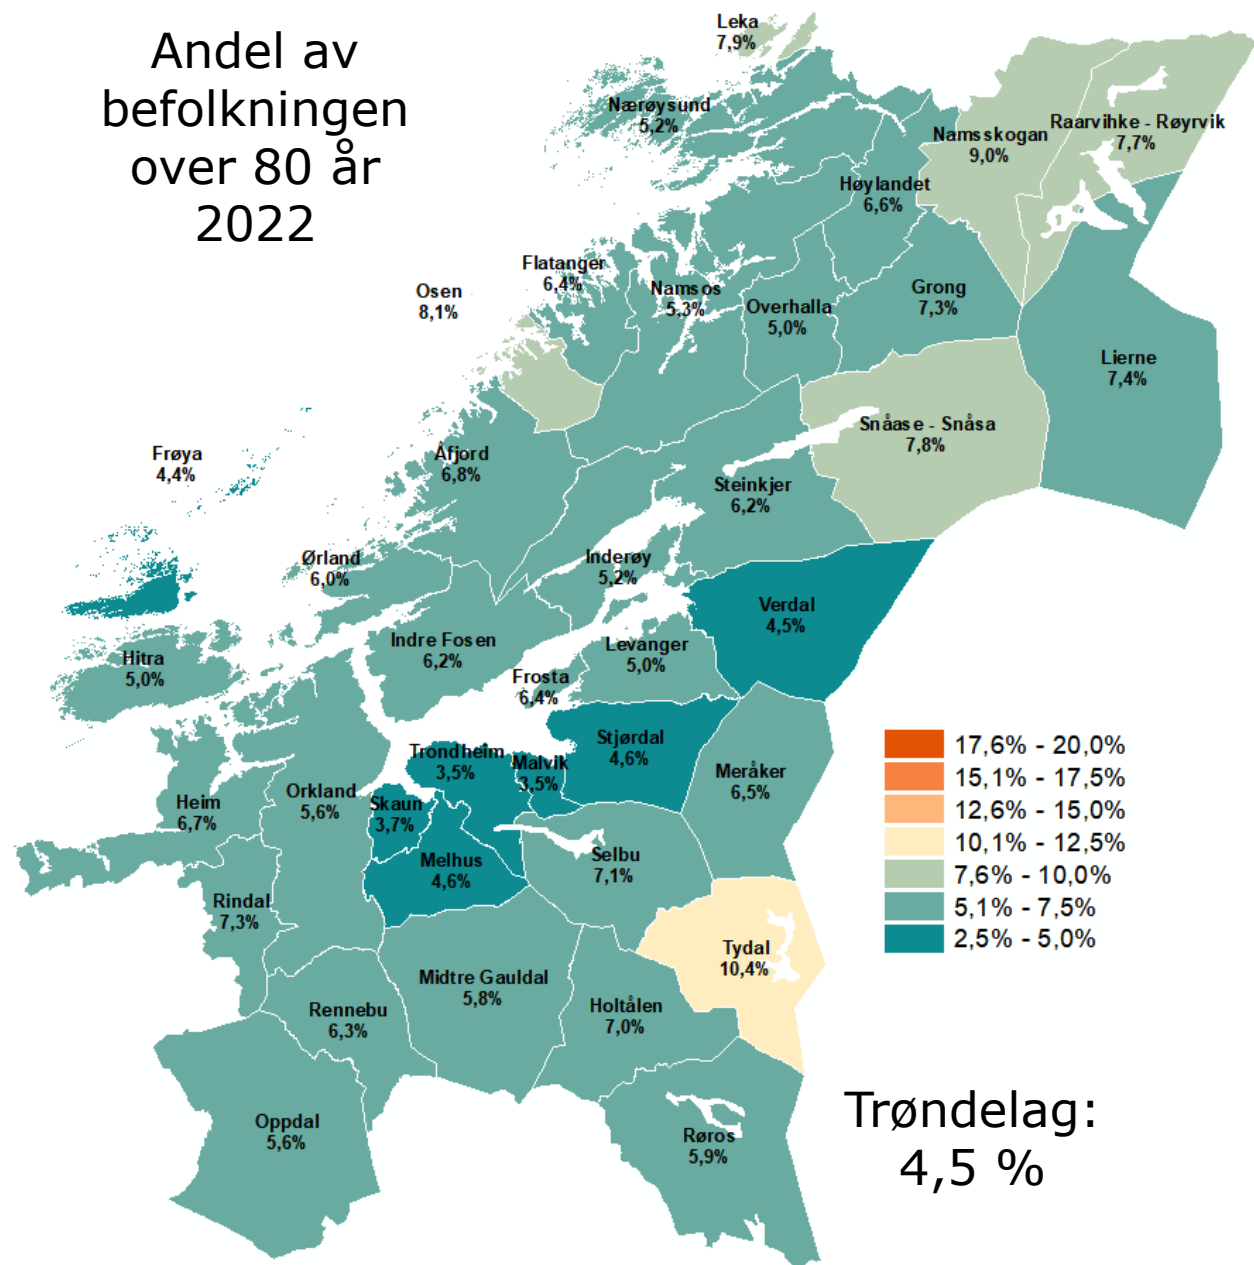 Andel av
befolkningen
over 80 år
2022
Leka
7,9%
Nærøysund
5,2%
Namsskogan
9,0%
Raarvihke - Røyrvik
7,7%
Høylandet
6,6%
Flatanger
6,4%
Osen
8,1%
Namsos
5,3%
Overhalla
5,0%
Grong
7,3%
Lierne
7,4%
Snåase - Snåsa
7,8%
Frøya
4,4%
Åfjord
6,8%
Steinkjer
6,2%
Ørland
6,0%
Inderøy
5,2%
Verdal
4,5%
Hitra
5,0%
Indre Fosen
6,2%
Levanger
5,0%
Frosta
6,4%
Stjørdal
4,6%
Trondheim
3,5%
Malvik
3,5%
Meråker
6,5%
Heim
6,7%
Orkland
5,6%
Skaun
3,7%
Melhus
4,6%
Selbu
7,1%
Rindal
7,3%
Tydal
10,4%
Midtre Gauldal
5,8%
Holtålen
7,0%
Rennebu
6,3%
Oppdal
5,6%
Røros
5,9%
17,6% - 20,0%
15,1% - 17,5%
12,6% - 15,0%
10,1% - 12,5%
7,6% - 10,0%
5,1% - 7,5%
2,5% - 5,0%
Trøndelag:
4,5 %